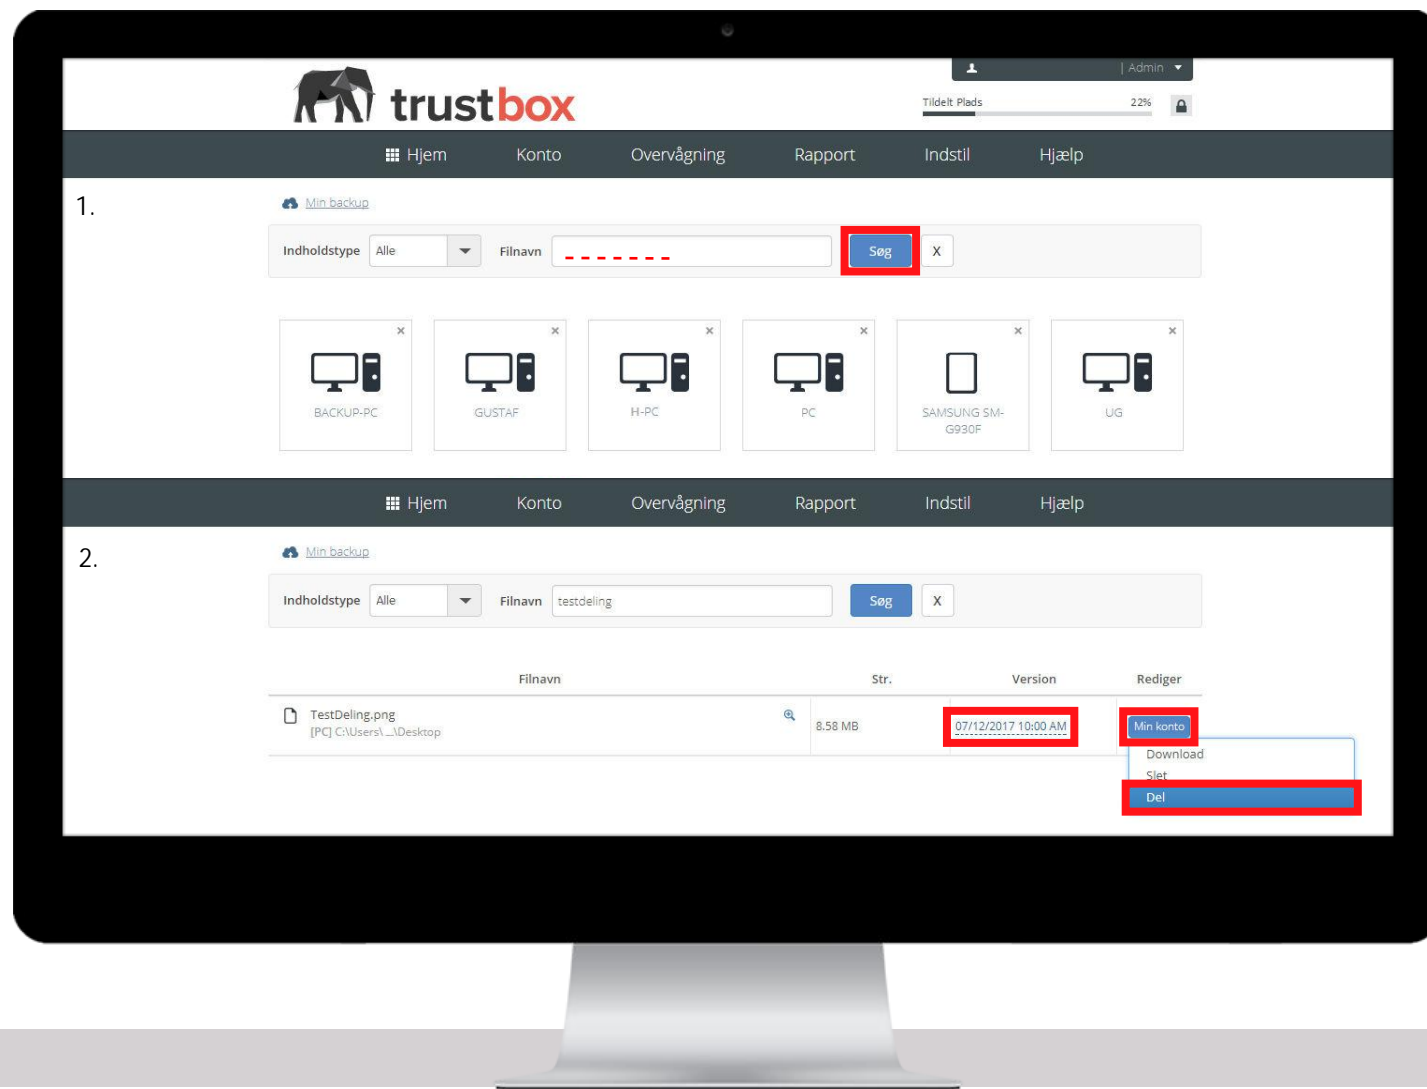 trustbox
| Admin
Tildelt Plads 22%
Hjem Konto Overvågning Rapport Indstil Hjælp
1.
Min backup
Indholdstype Alle Filnavn _ _ _ _ _ _ _ Søg X
BACKUP-PC GUSTAF H-PC PC SAMSUNG SM-G930F UG
Hjem Konto Overvågning Rapport Indstil Hjælp
2.
Min backup
Indholdstype Alle Filnavn testdeling Søg X
Filnavn Str. Version Rediger
TestDeling.png 8.58 MB 07/12/2017 10:00 AM Min konto
[PC] C:\Users\ ...\Desktop
Download
Slet
Del